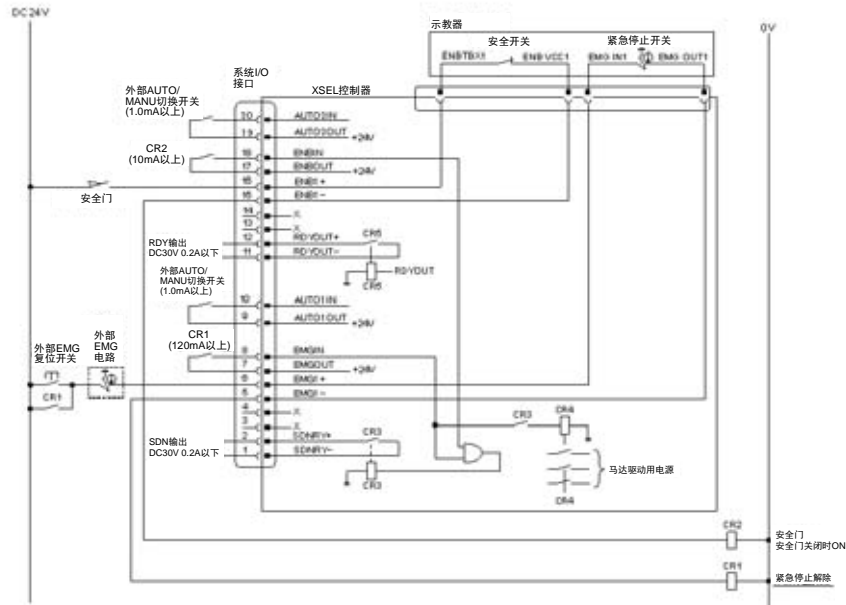 DC24V
0V
示教器
安全开关
紧急停止开关
ENBTBX1
ENBVCC1
EMG IN1
EMG OUT1
系统I/O
接口
XSEL控制器
外部AUTO/
MANU切换开关
(1.0mA以上)
20
AUTO2IN
19
AUTO2OUT
+24V
CR2
(10mA以上)
18
ENBIN
17
ENBOUT
+24V
16
ENB1+
安全门
15
ENB1-
14
13
RDY输出
DC30V 0.2A以下
12
RDYOUT+
CR5
11
RDYOUT-
RDYOUT
CR5
外部AUTO/
MANU切换开关
(1.0mA以上)
10
AUTO1IN
9
AUTO1OUT
+24V
CR1
(120mA以上)
8
EMGIN
7
EMGOUT
+24V
外部EMG
复位开关
外部
EMG
电路
6
EMG1+
5
EMG1-
CR1
4
3
SDN输出
DC30V 0.2A以下
2
SDNRY+
CR3
1
SDNRY-
CR3
CR3
CR4
马达驱动用电源
CR4
CR2
安全门
安全门关闭时ON
CR1
紧急停止解除